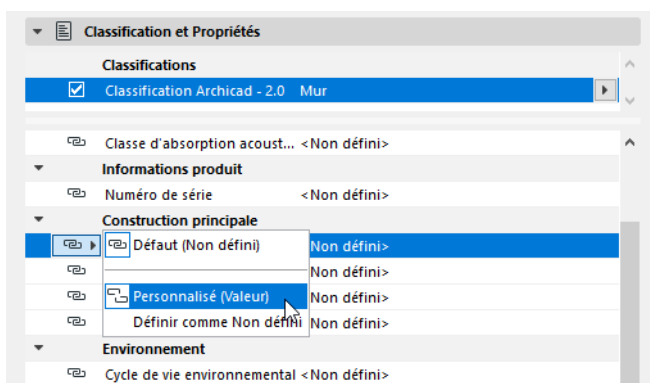 Classification et Propriétés
Classifications
Classification Archicad - 2.0 Mur
Classe d'absorption acoust... <Non défini>
Informations produit
Numéro de série <Non défini>
Construction principale
Défaut (Non défini) Non défini>
Non défini>
Personnalisé (Valeur) Non défini>
Définir comme Non défini Non défini>
Environnement
Cycle de vie environnemental <Non défini>